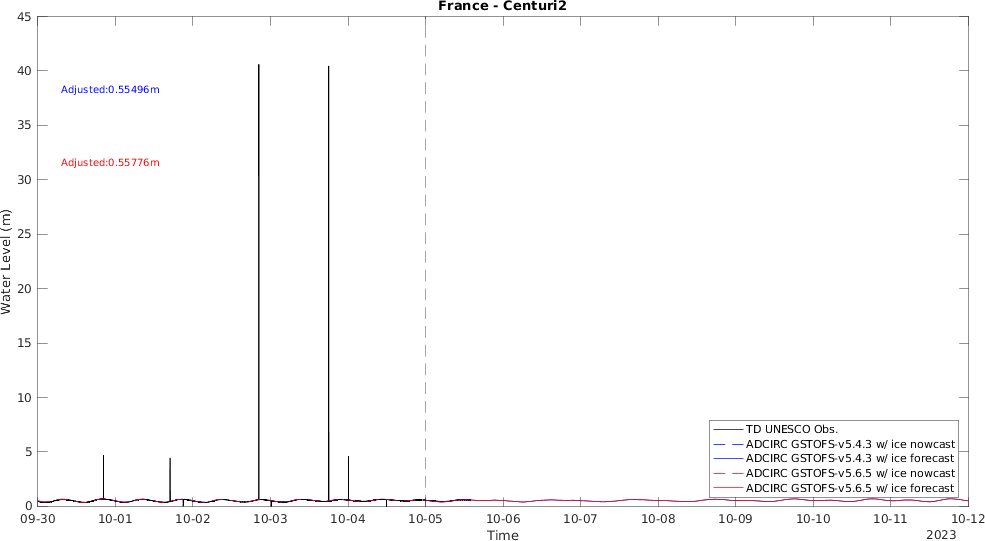 France - Centuri2
45
40
35
30
25
20
15
10
5
0
Water Level (m)
Adjusted:0.55496m
Adjusted:0.55776m
TD UNESCO Obs.
ADCIRC GSTOFS-v5.4.3 w/ ice nowcast
ADCIRC GSTOFS-v5.4.3 w/ ice forecast
ADCIRC GSTOFS-v5.6.5 w/ ice nowcast
ADCIRC GSTOFS-v5.6.5 w/ ice forecast
09-30 10-01 10-02 10-03 10-04 10-05 10-06 10-07 10-08 10-09 10-10 10-11 10-12
Time
2023